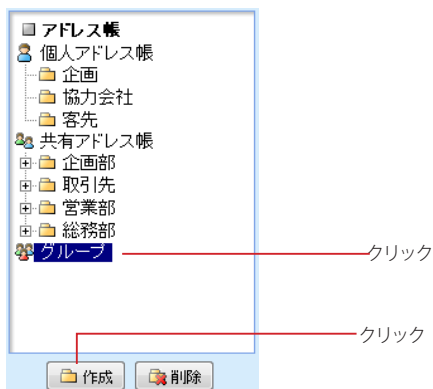 アドレス帳
個人アドレス帳
企画
協力会社
客先
共有アドレス帳
企画部
取引先
営業部
総務部
グループ
クリック
クリック
作成
削除